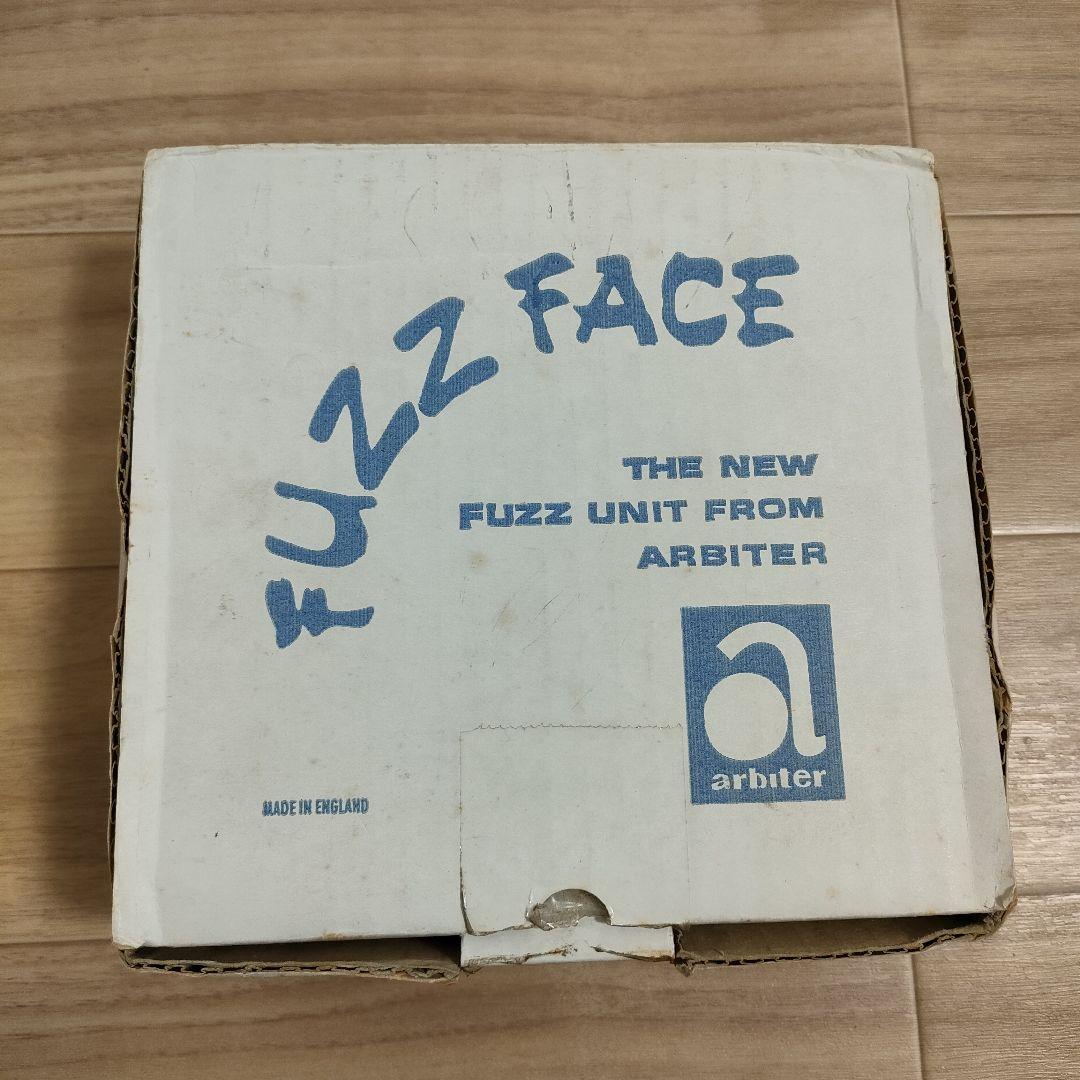 FUZZ FACE
THE NEW
FUZZ UNIT FROM
ARBITER
a
arbiter
MADE IN ENGLAND